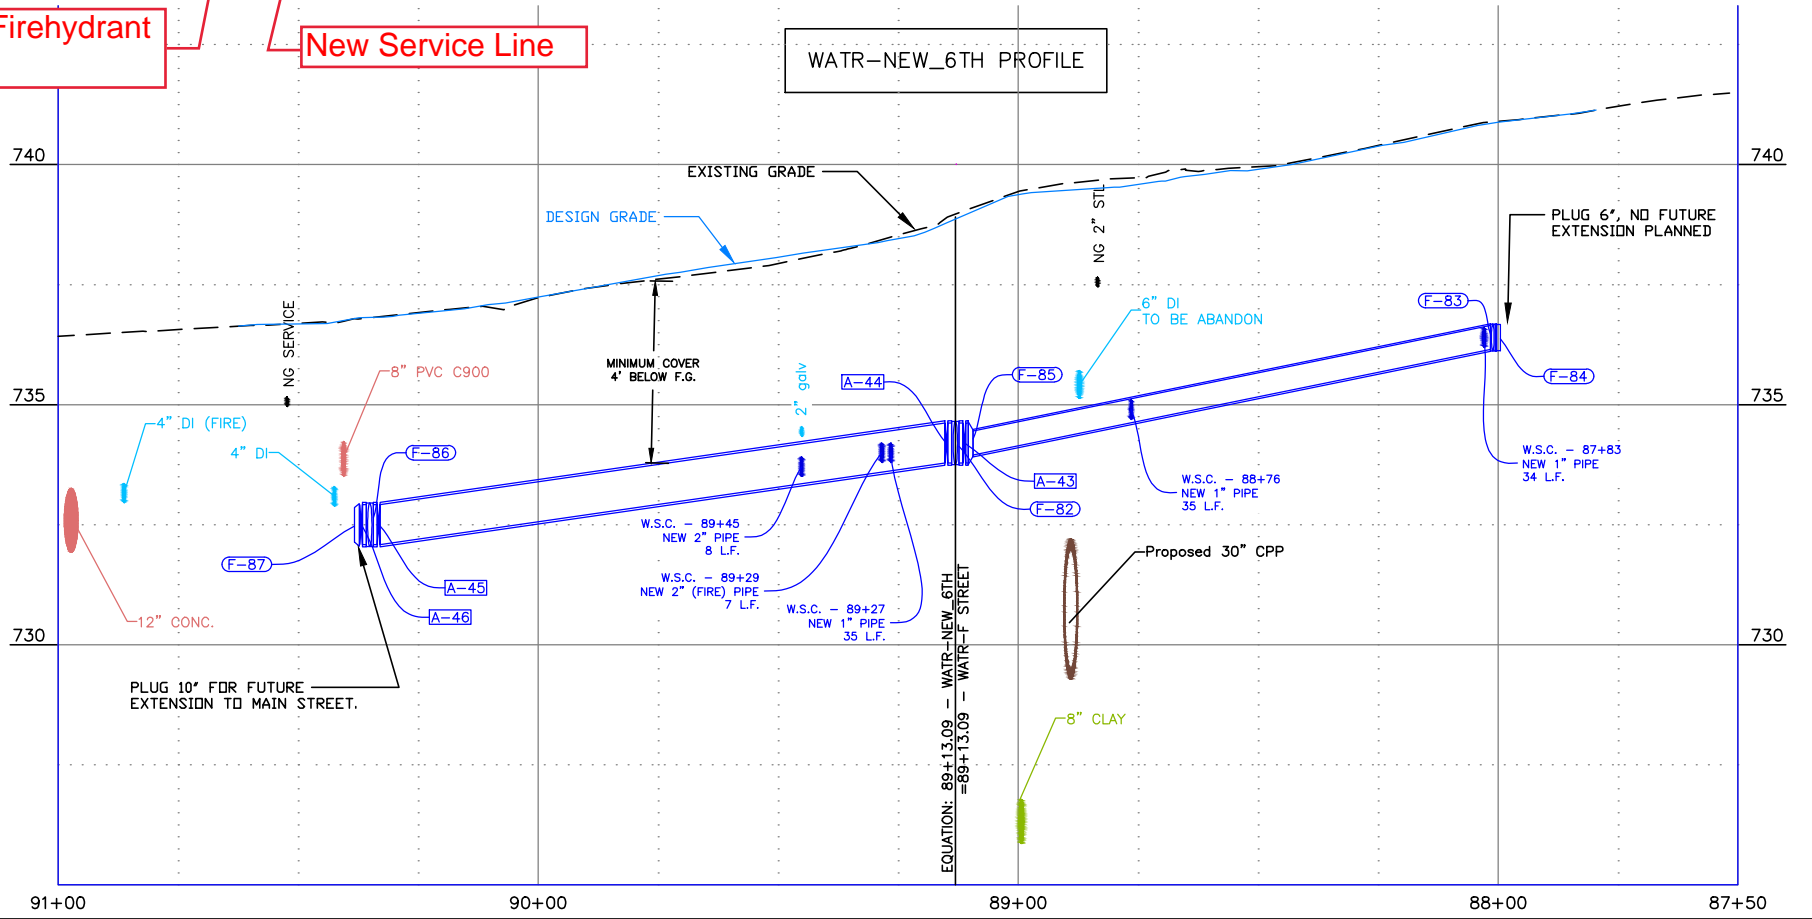 Firehydrant
New Service Line
WATR-NEW_6TH PROFILE
740
740
EXISTING GRADE
DESIGN GRADE
NG 2" STL
PLUG 6", NO FUTURE
EXTENSION PLANNED
NG SERVICE
6" DI
TO BE ABANDON
F-83
MINIMUM COVER
4' BELOW F.G.
8" PVC C900
2" galv
A-44
F-85
F-84
735
735
4" DI (FIRE)
4" DI
F-86
W.S.C. - 87+83
NEW 1" PIPE
34 L.F.
A-43
W.S.C. - 88+76
NEW 1" PIPE
35 L.F.
F-82
W.S.C. - 89+45
NEW 2" PIPE
8 L.F.
Proposed 30" CPP
F-87
A-45
W.S.C. - 89+29
NEW 2" (FIRE) PIPE
7 L.F.
A-46
W.S.C. - 89+27
NEW 1" PIPE
35 L.F.
12" CONC.
730
730
EQUATION: 89+13.09 - WATR-NEW_6TH
=89+13.09 - WATR-F STREET
PLUG 10" FOR FUTURE
EXTENSION TO MAIN STREET.
8" CLAY
91+00
90+00
89+00
88+00
87+50